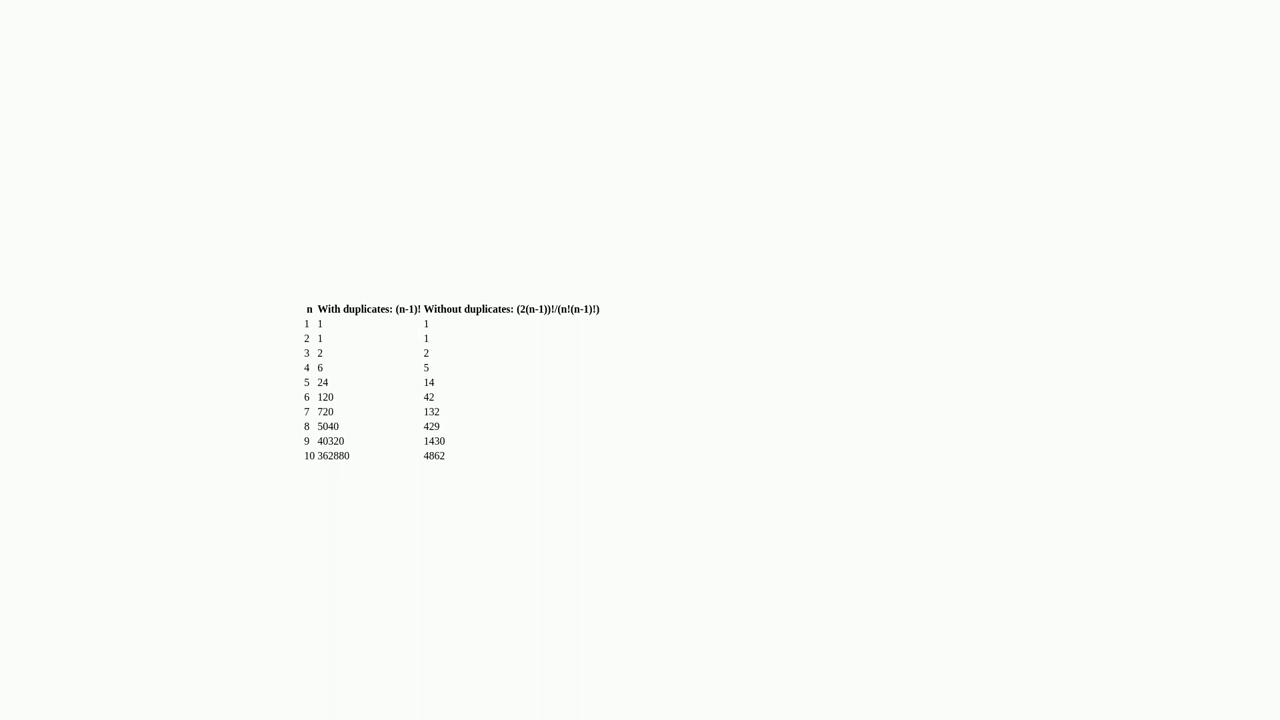 n With duplicates: (n-1)! Without duplicates: (2(n-1))!/(n!(n-1)!)
1 1 1
2 1 1
3 2 2
4 6 5
5 24 14
6 120 42
7 720 132
8 5040 429
9 40320 1430
10 362880 4862